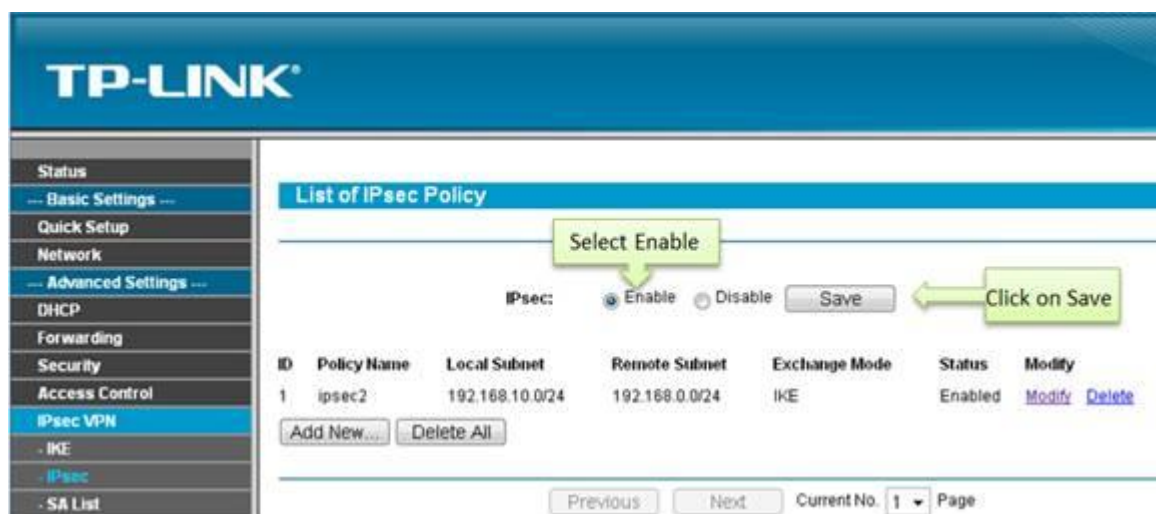 TP-LINK®
Status
--- Basic Settings ---
Quick Setup
Network
--- Advanced Settings ---
DHCP
Forwarding
Security
Access Control
IPsec VPN
- IKE
- IPsec
- SA List
List of IPsec Policy
Select Enable
IPsec: Enable Disable Save
Click on Save
ID Policy Name Local Subnet Remote Subnet Exchange Mode Status Modify
1 ipsec2 192.168.10.0/24 192.168.0.0/24 IKE Enabled Modify Delete
Add New... Delete All
Previous Next Current No. 1 Page